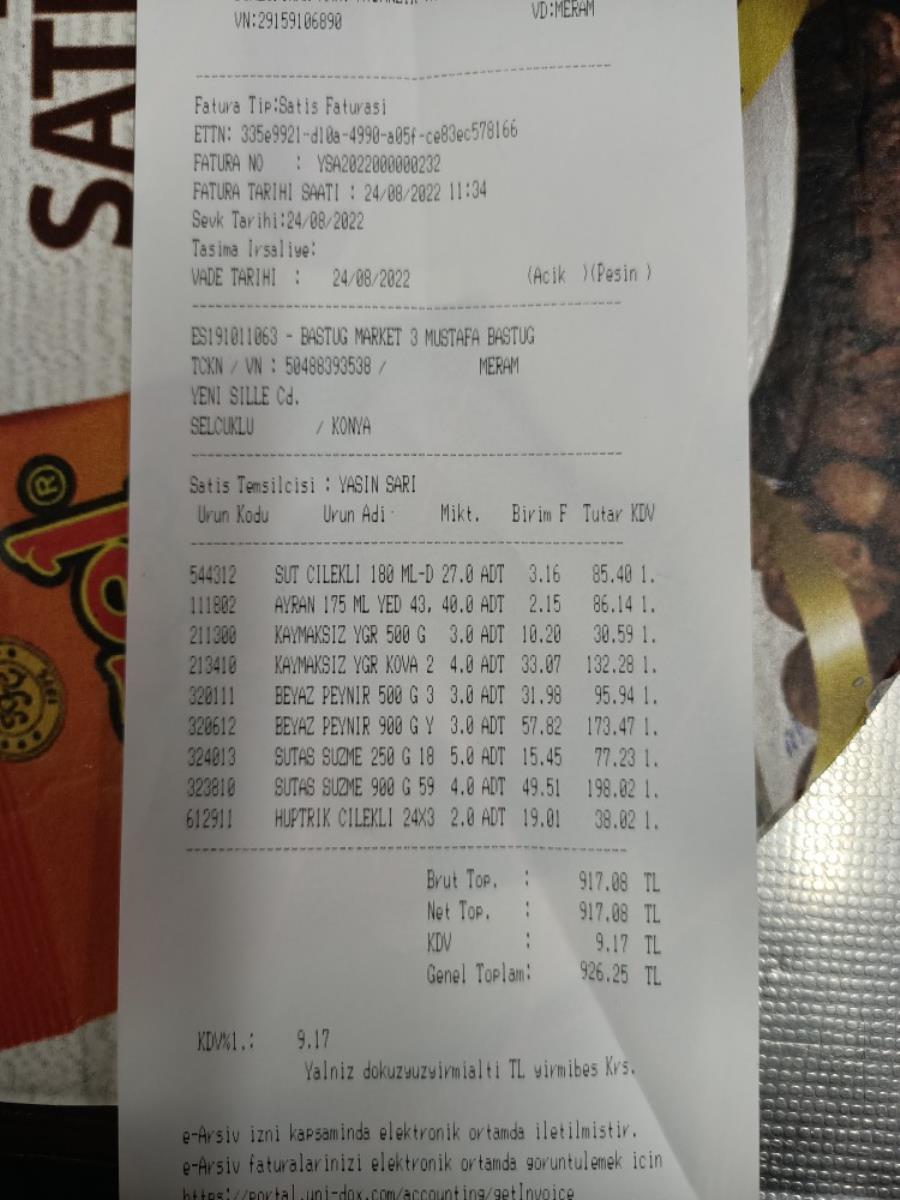 VN:29159106890
VD:MERAM
Fatura Tip:Satis Faturasi
ETTN: 335e9921-d10a-4990-a05f-ce83ec578166
FATURA NO : YSA2022000000232
FATURA TARIHI SAATI : 24/08/2022 11:34
Sevk Tarihi:24/08/2022
Tasima Irsaliye:
VADE TARIHI : 24/08/2022 (Acik )(Pesin )
ES191011063 - BASTUG MARKET 3 MUSTAFA BASTUG
TCKN / VN : 50488393538 / MERAM
YENI SILLE Cd.
SELCUKLU / KONYA
Satis Temsilcisi : YASIN SARI
Urun Kodu Urun Adi Mikt. Birim F Tutar KDV
544312 SUT CILEKLI 180 ML-D 27.0 ADT 3.16 85.40 1.
111802 AYRAN 175 ML YED 43, 40.0 ADT 2.15 86.14 1.
211300 KAYMAKSIZ YGR 500 G 3.0 ADT 10.20 30.59 1.
213410 KAYMAKSIZ YGR KOVA 2 4.0 ADT 33.07 132.28 1.
320111 BEYAZ PEYNIR 500 G 3 3.0 ADT 31.98 95.94 1.
320612 BEYAZ PEYNIR 900 G Y 3.0 ADT 57.82 173.47 1.
324013 SUTAS SUZME 250 G 18 5.0 ADT 15.45 77.23 1.
323810 SUTAS SUZME 900 G 59 4.0 ADT 49.51 198.02 1.
612911 HUPTRIK CILEKLI 24X3 2.0 ADT 19.01 38.02 1.
Brut Top. : 917.08 TL
Net Top. : 917.08 TL
KDV : 9.17 TL
Genel Toplam: 926.25 TL
KDV%1.: 9.17
Yalniz dokuzyuzyirmialti TL yirmibes Krs.
e-Arsiv izni kapsaminda elektronik ortamda iletilmistir.
e-Arsiv faturalarinizi elektronik ortamda goruntulemek icin
https://portal.uni-dox.com/accounting/getInvoice
SATI